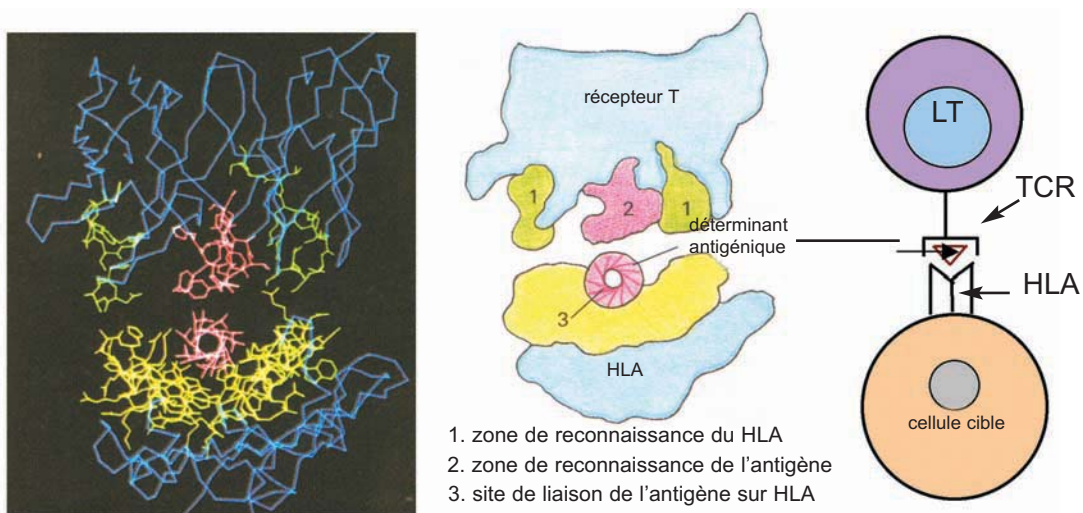 récepteur T
1
2
1
déterminant
antigénique
3
HLA
1. zone de reconnaissance du HLA
2. zone de reconnaissance de l'antigène
3. site de liaison de l'antigène sur HLA
LT
TCR
HLA
cellule cible